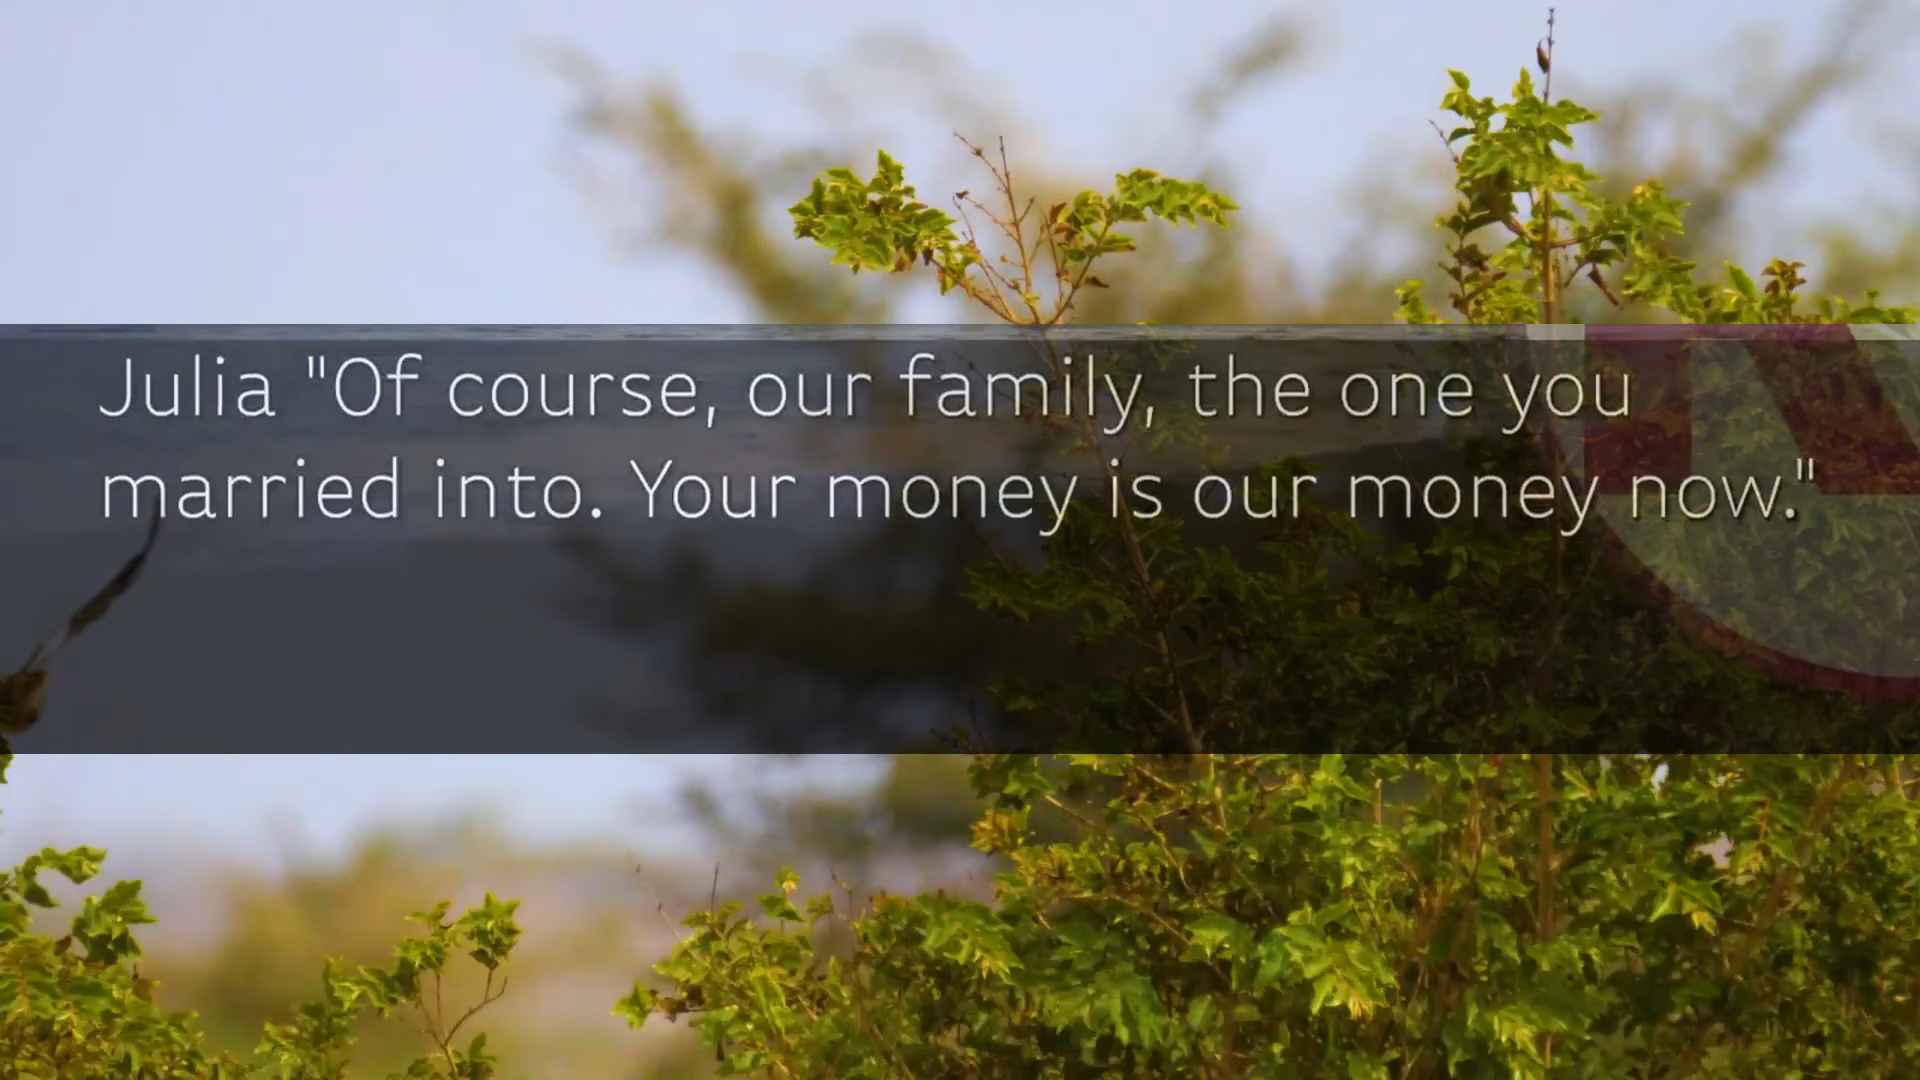 Julia "Of course, our family, the one you
married into. Your money is our money now."